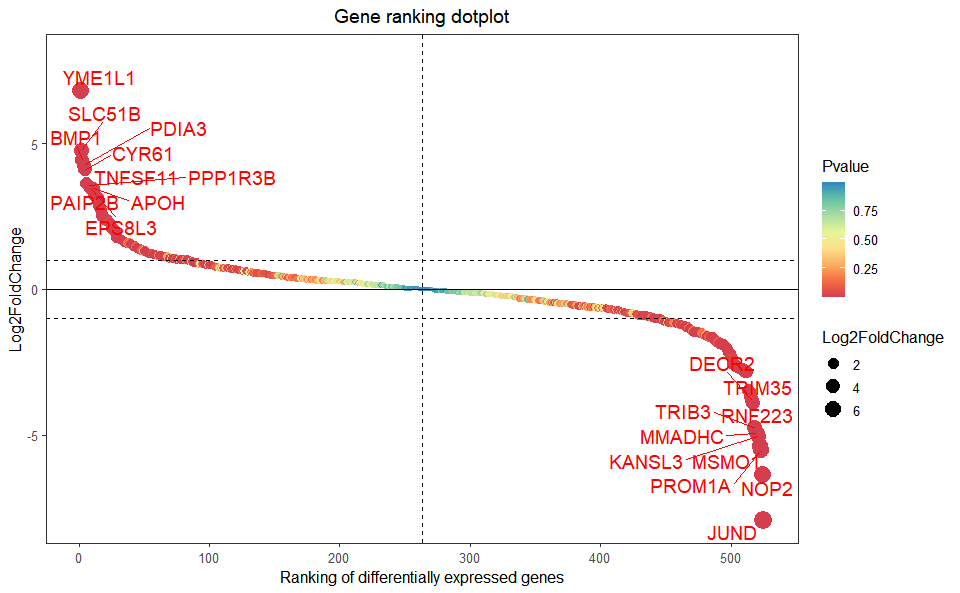 Gene ranking dotplot
YME1L1
SLC51B
BMP1
PDIA3
CYR61
TNFSF11
PPP1R3B
PAIP2B
APOH
EPS8L3
DECR2
TRIM35
TRIB3
RNF223
MMADHC
KANSL3
MSMO1
PROM1A
NOP2
JUND
5
0
-5
Log2FoldChange
0
100
200
300
400
500
Ranking of differentially expressed genes
Pvalue
0.75
0.50
0.25
Log2FoldChange
2
4
6